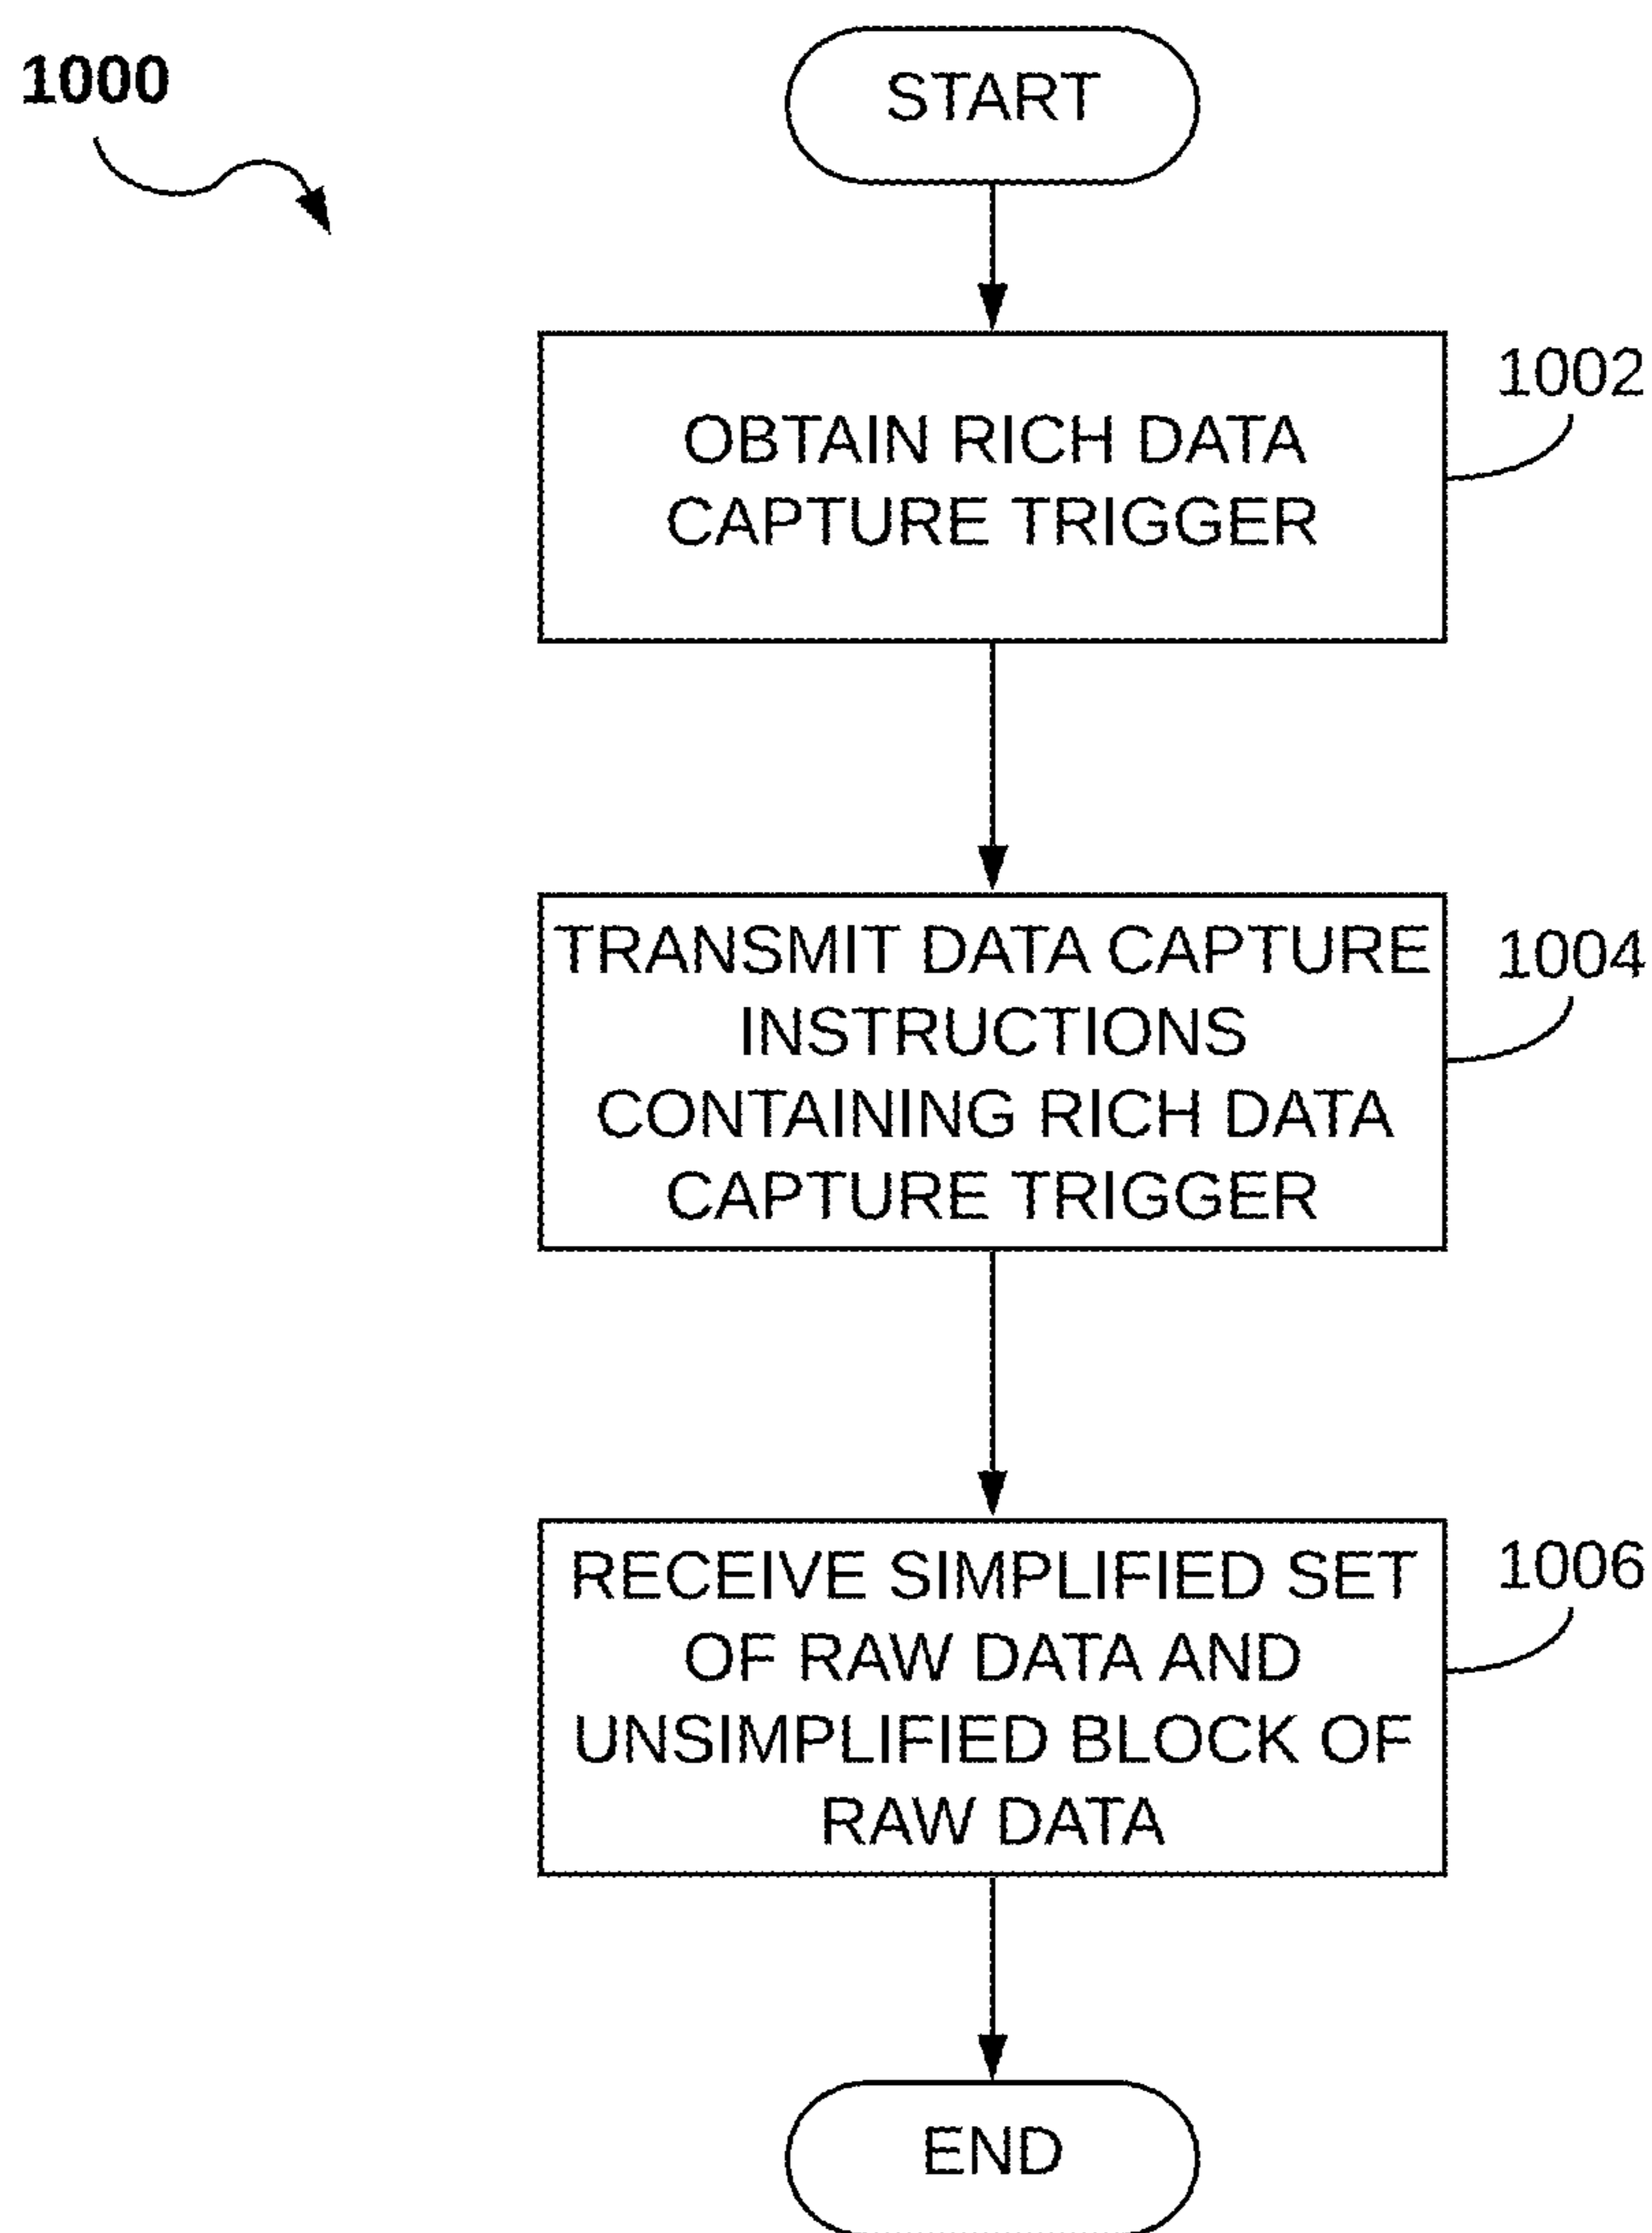 1000
START
1002
OBTAIN RICH DATA
CAPTURE TRIGGER
1004
TRANSMIT DATA CAPTURE
INSTRUCTIONS
CONTAINING RICH DATA
CAPTURE TRIGGER
1006
RECEIVE SIMPLIFIED SET
OF RAW DATA AND
UNSIMPLIFIED BLOCK OF
RAW DATA
END